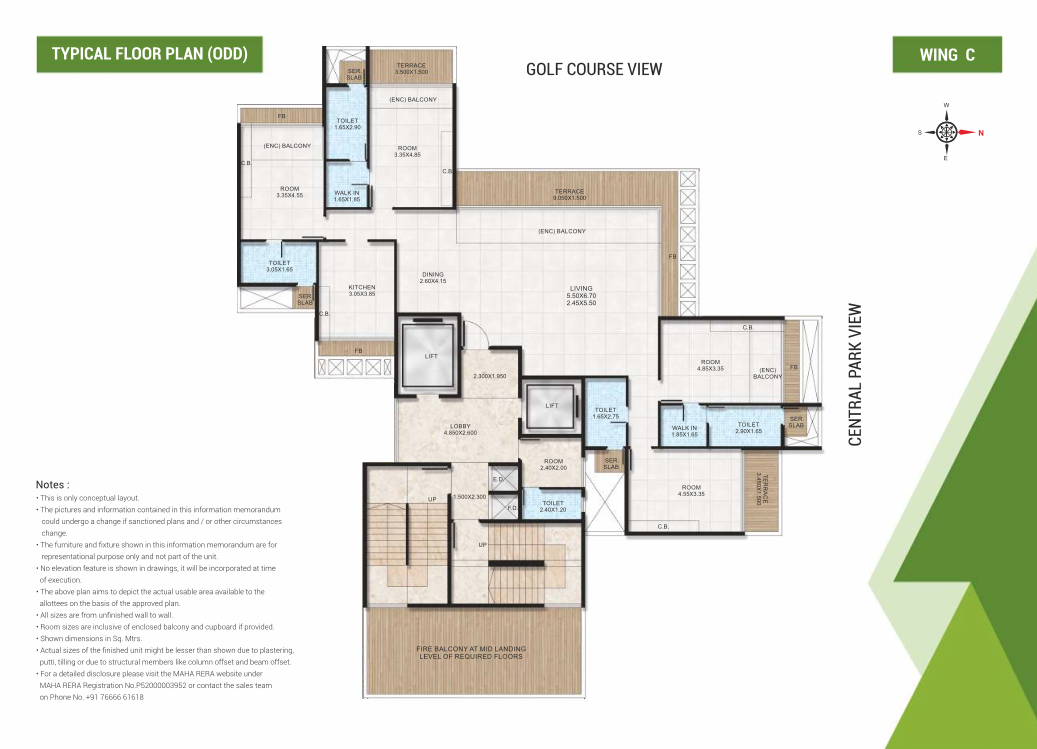 TYPICAL FLOOR PLAN (ODD)
GOLF COURSE VIEW
WING C
W
S
N
E
SER.
SLAB
TERRACE
3.500X1.500
(ENC) BALCONY
FB
TOILET
1.65X2.90
(ENC) BALCONY
ROOM
3.35X4.85
C.B.
C.B.
ROOM
3.35X4.55
WALK IN
1.65X1.85
TERRACE
9.050X1.500
(ENC) BALCONY
FB
TOILET
3.05X1.65
DINING
2.60X4.15
KITCHEN
3.05X3.85
LIVING
5.50X6.70
2.45X5.50
SER.
SLAB
C.B.
C.B.
FB
LIFT
2.300X1.950
ROOM
4.85X3.35
(ENC)
BALCONY
FB
CENTRAL PARK VIEW
LIFT
TOILET
1.65X2.75
LOBBY
4.850X2.600
WALK IN
1.85X1.65
TOILET
2.90X1.65
SER.
SLAB
ROOM
2.40X2.00
SER.
SLAB
E.D.
ROOM
4.55X3.35
TERRACE
3.450X1.500
UP
1.500X2.300
F.D.
TOILET
2.40X1.20
C.B.
UP
FIRE BALCONY AT MID LANDING
LEVEL OF REQUIRED FLOORS
Notes :
• This is only conceptual layout.
• The pictures and information contained in this information memorandum
could undergo a change if sanctioned plans and / or other circumstances
change.
• The furniture and fixture shown in this information memorandum are for
representational purpose only and not part of the unit.
• No elevation feature is shown in drawings, it will be incorporated at time
of execution.
• The above plan aims to depict the actual usable area available to the
allottees on the basis of the approved plan.
• All sizes are from unfinished wall to wall.
• Room sizes are inclusive of enclosed balcony and cupboard if provided.
• Shown dimensions in Sq. Mtrs.
• Actual sizes of the finished unit might be lesser than shown due to plastering,
putti, tilling or due to structural members like column offset and beam offset.
• For a detailed disclosure please visit the MAHA RERA website under
MAHA RERA Registration No.P52000003952 or contact the sales team
on Phone No. +91 76666 61618